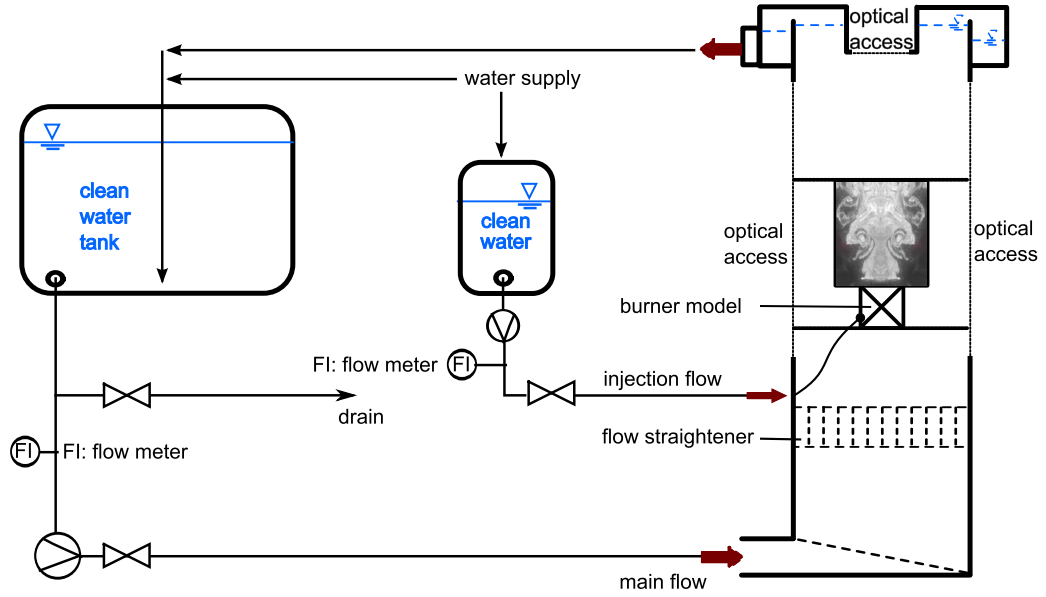 optical
access
water supply
clean
water
tank
clean
water
optical
access
optical
access
burner model
FI: flow meter
FI
injection flow
drain
flow straightener
FI
FI: flow meter
main flow